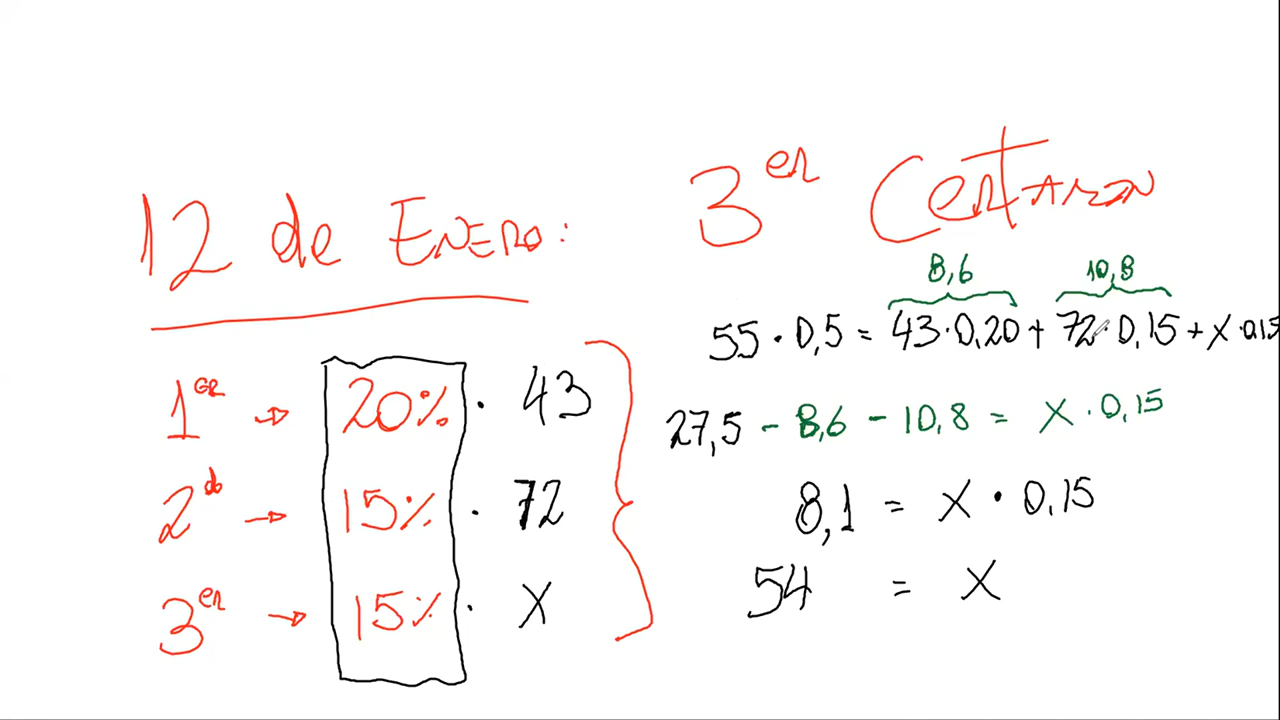 12 de ENERO:
1er → 20% · 43
2do → 15% · 72
3er → 15% · X
3er CERTAMEN
8,6 10,8
55 · 0,5 = 43 · 0,20 + 72 · 0,15 + X · 0,15
27,5 - 8,6 - 10,8 = X · 0,15
8,1 = X · 0,15
54 = X